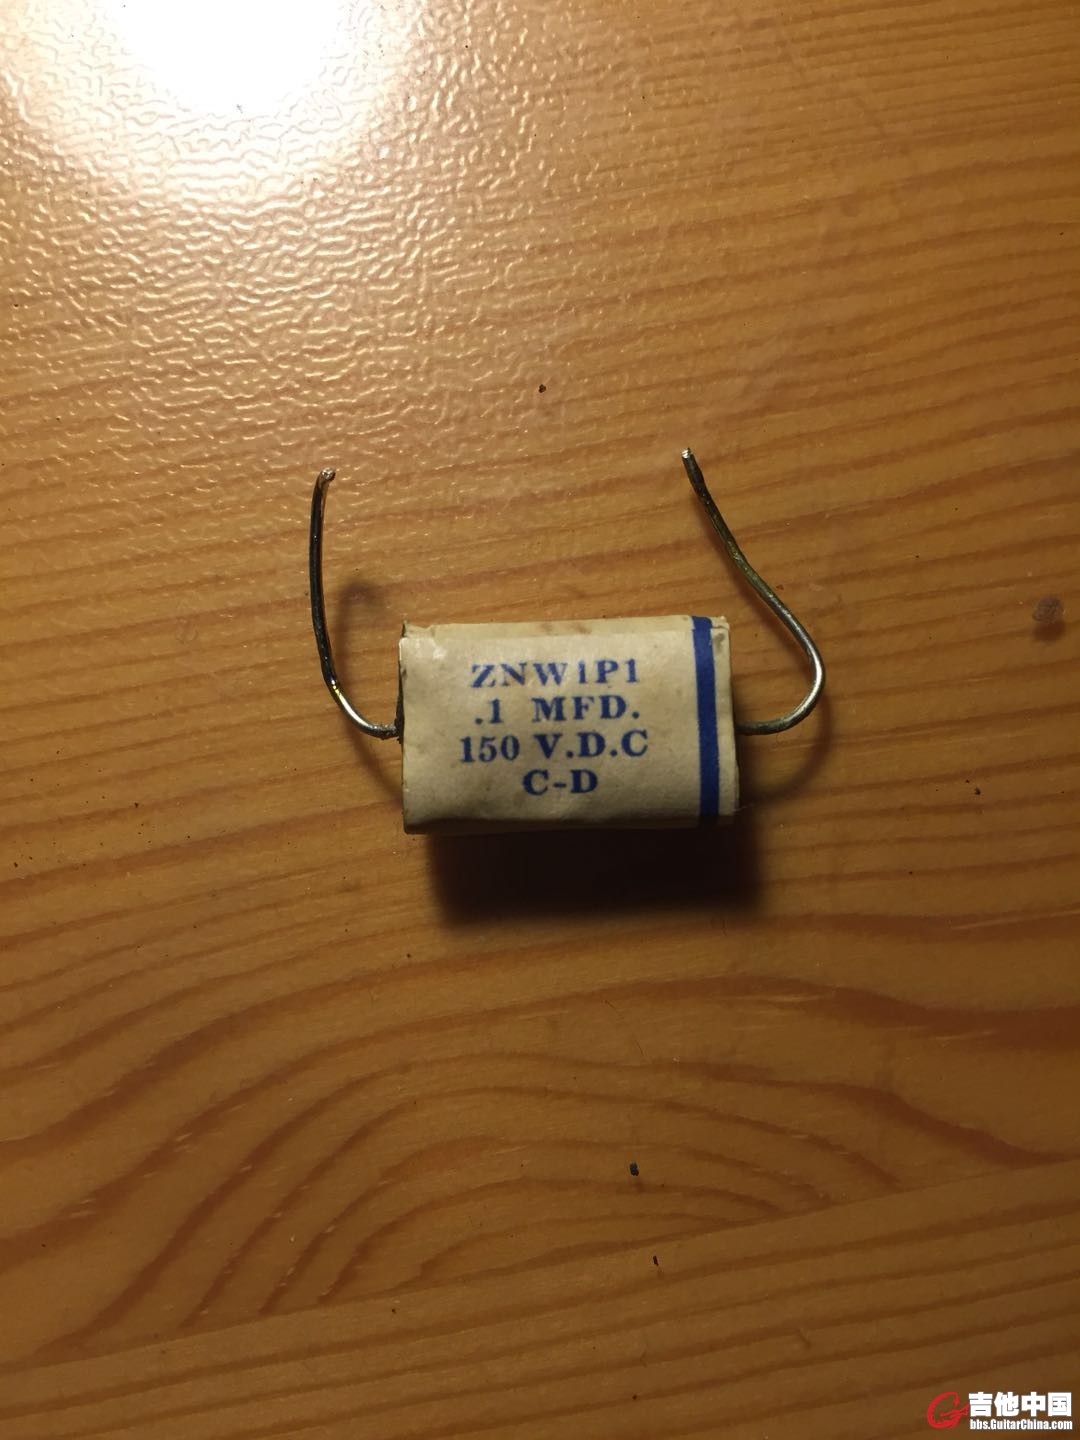 ZNW1P1
.1 MFD.
150 V.D.C
C-D
吉他中国
bbs.GuitarChina.com